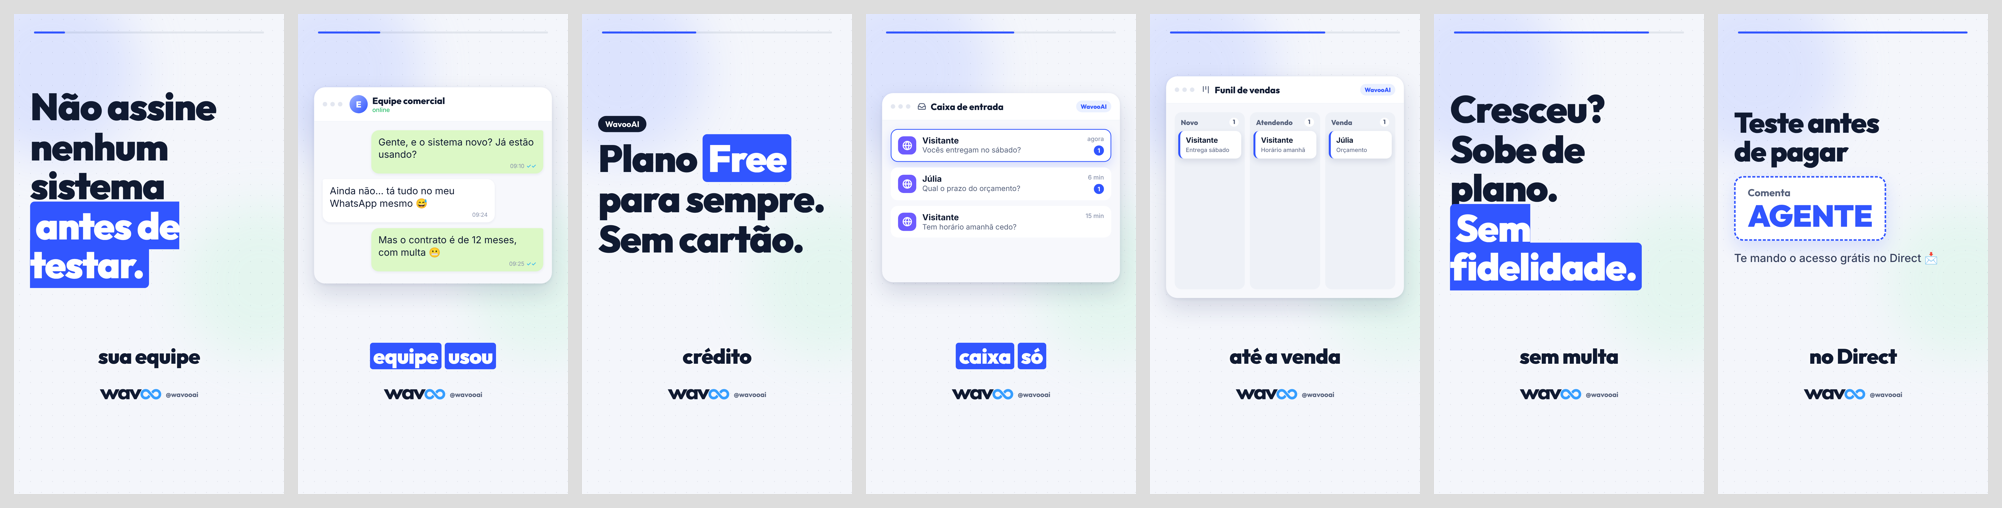 Não assine
nenhum
sistema
antes de
testar.
sua equipe
wavoo @wavooai
E Equipe comercial
online
Gente, e o sistema novo? Já estão
usando?
09:10
Ainda não... tá tudo no meu
WhatsApp mesmo 😅
09:24
Mas o contrato é de 12 meses,
com multa 😬
09:25
equipe usou
wavoo @wavooai
WavooAI
Plano Free
para sempre.
Sem cartão.
crédito
wavoo @wavooai
Caixa de entrada WavooAI
Visitante agora
Vocês entregam no sábado? 1
Júlia 6 min
Qual o prazo do orçamento? 1
Visitante 15 min
Tem horário amanhã cedo?
caixa só
wavoo @wavooai
Funil de vendas WavooAI
Novo 1 Atendendo 1 Venda 1
Visitante Visitante Júlia
Entrega sábado Horário amanhã Orçamento
até a venda
wavoo @wavooai
Cresceu?
Sobe de
plano.
Sem
fidelidade.
sem multa
wavoo @wavooai
Teste antes
de pagar
Comenta
AGENTE
Te mando o acesso grátis no Direct 📩
no Direct
wavoo @wavooai